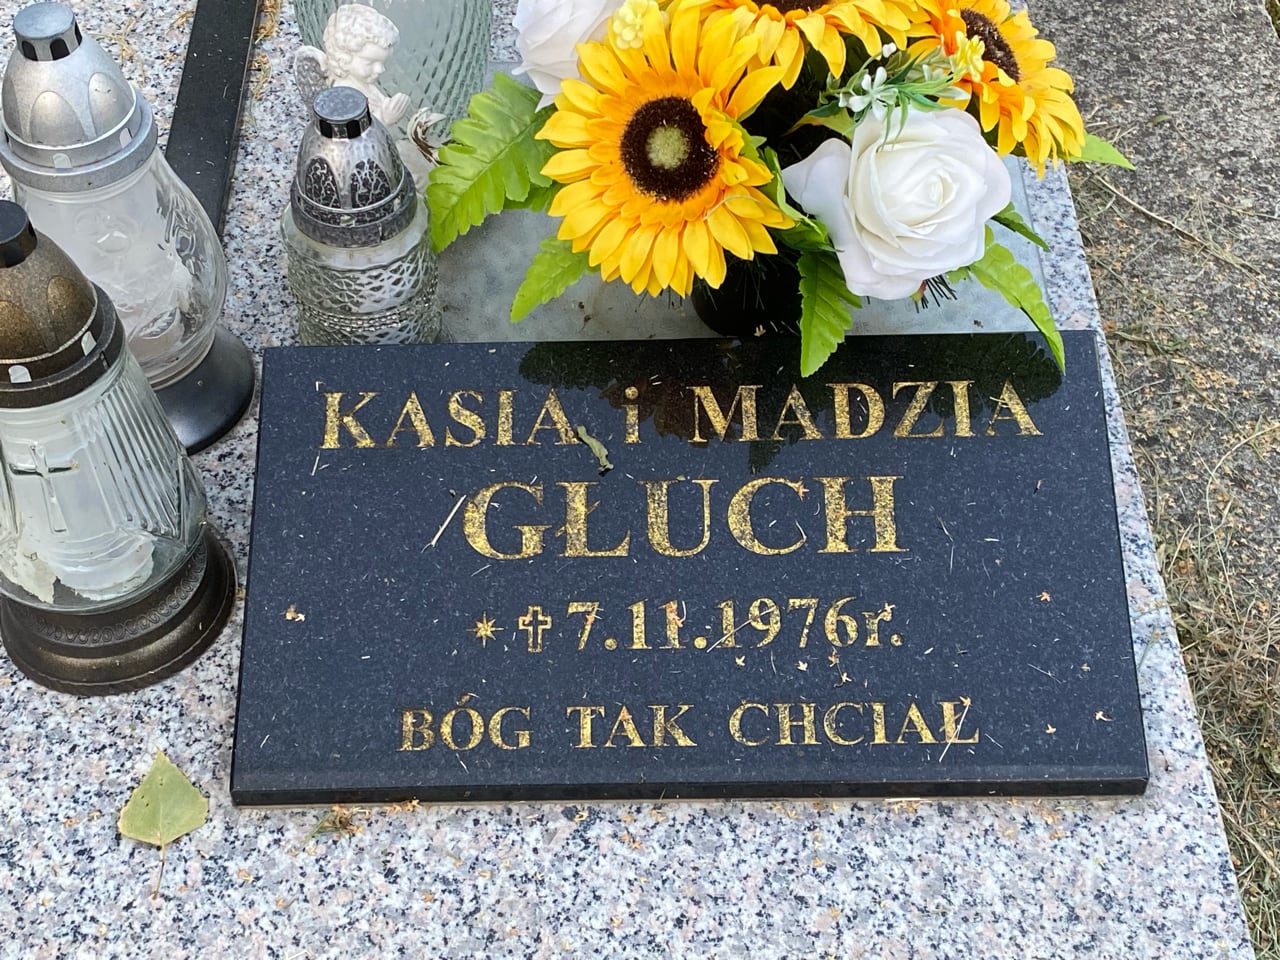 KASIA i MADZIA
GŁUCH
7.11.1976r.
BÓG TAK CHCIAŁ